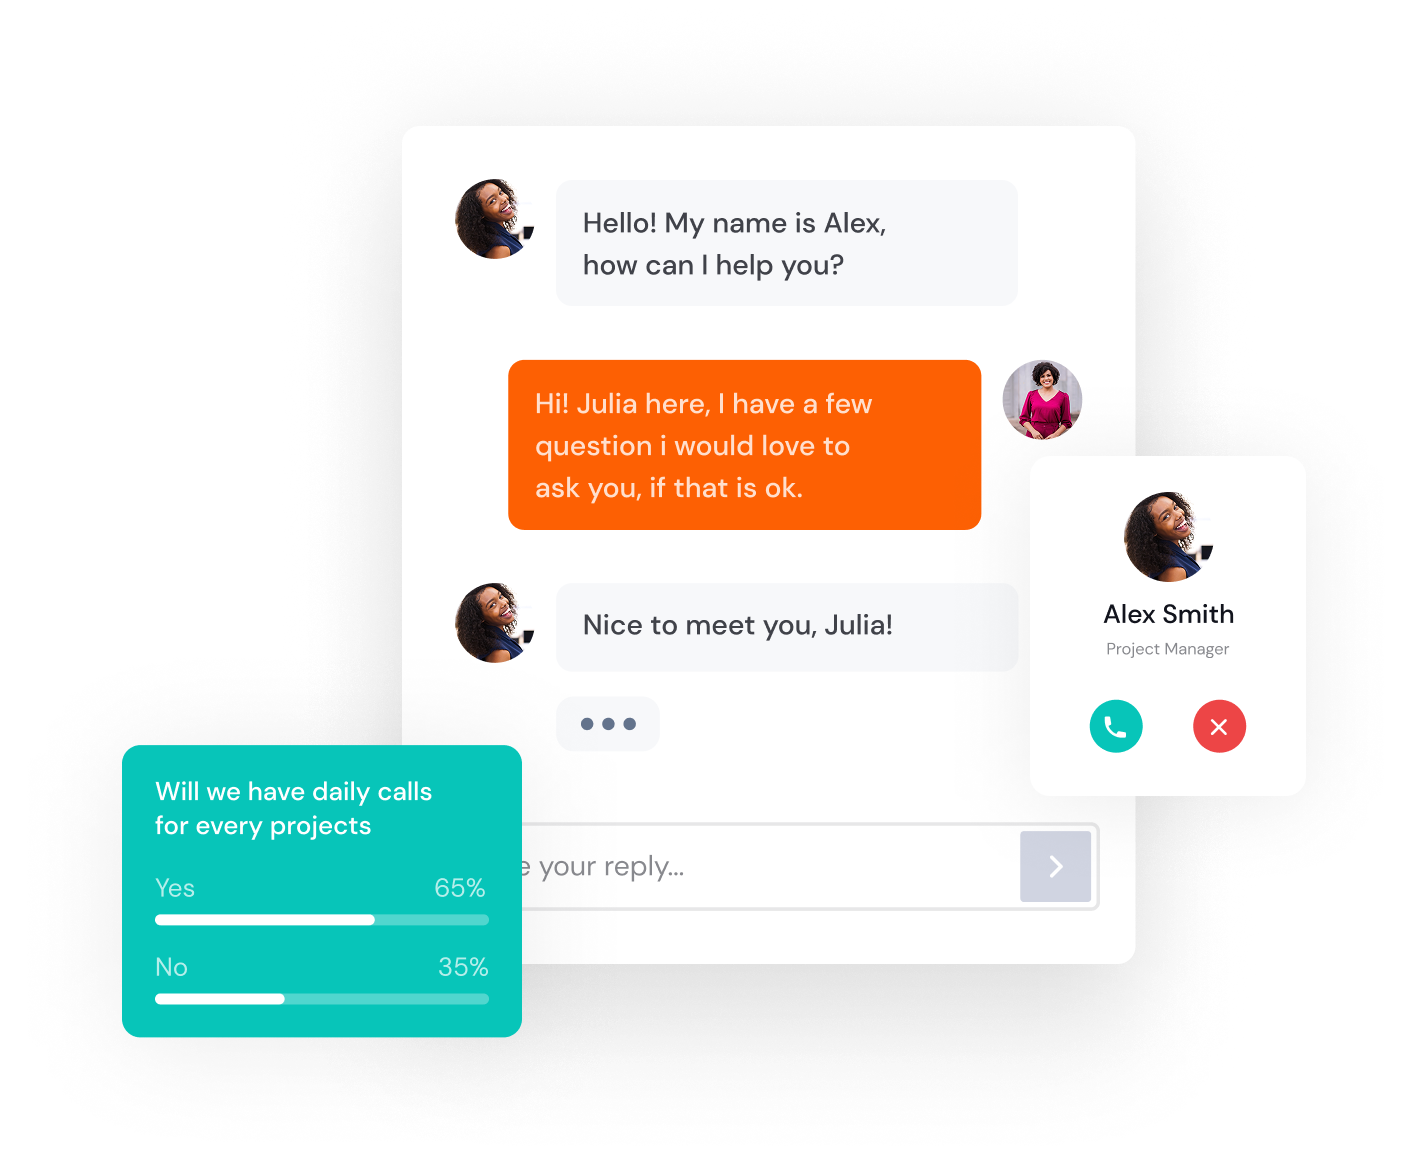 Hello! My name is Alex,
how can I help you?
Hi! Julia here, I have a few
question i would love to
ask you, if that is ok.
Nice to meet you, Julia!
Alex Smith
Project Manager
Will we have daily calls
for every projects
Yes 65%
No 35%
your reply...